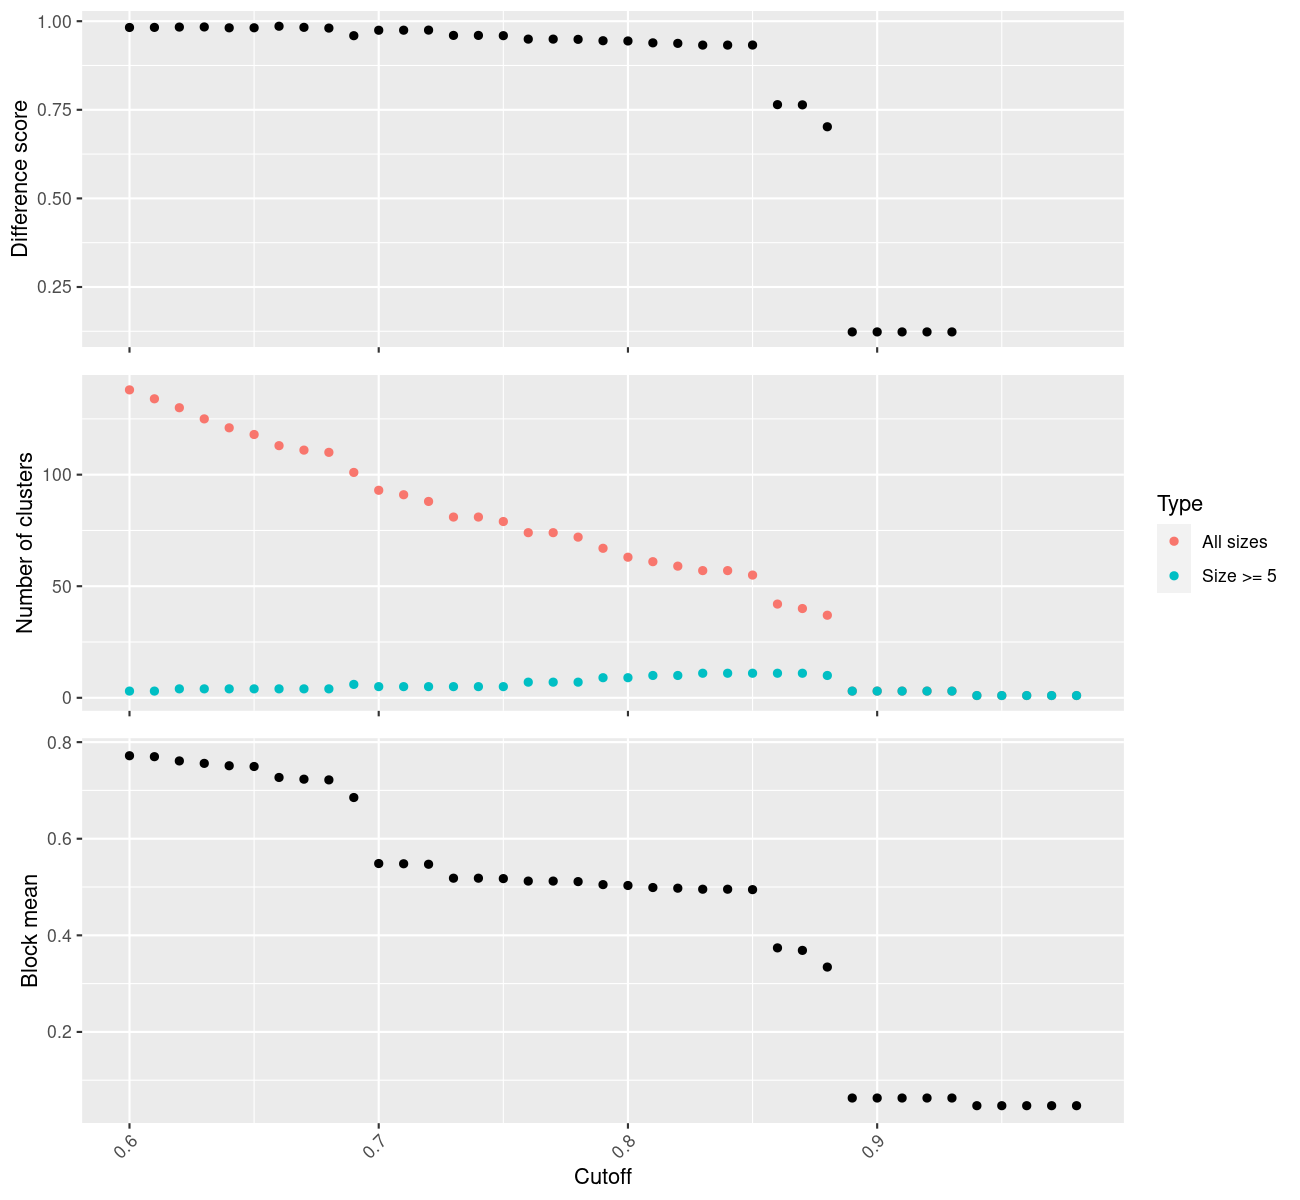 1.00
0.75
0.50
0.25
Difference score
100
50
0
Number of clusters
Type
All sizes
Size >= 5
0.8
0.6
0.4
0.2
Block mean
0.6
0.7
0.8
0.9
Cutoff